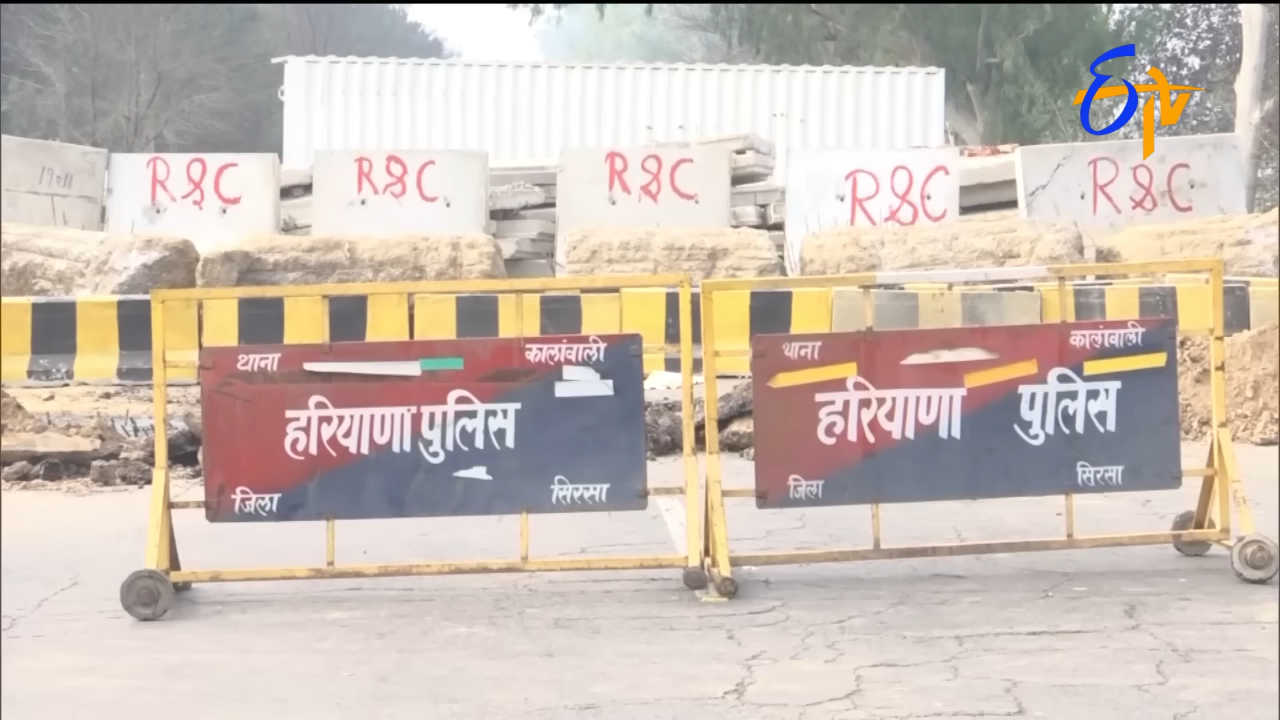 ETV
R&C
R&C
R&C
R&C
R&C
थाना कालांवाली
हरियाणा पुलिस
जिला सिरसा
थाना कालांवाली
हरियाणा पुलिस
जिला सिरसा